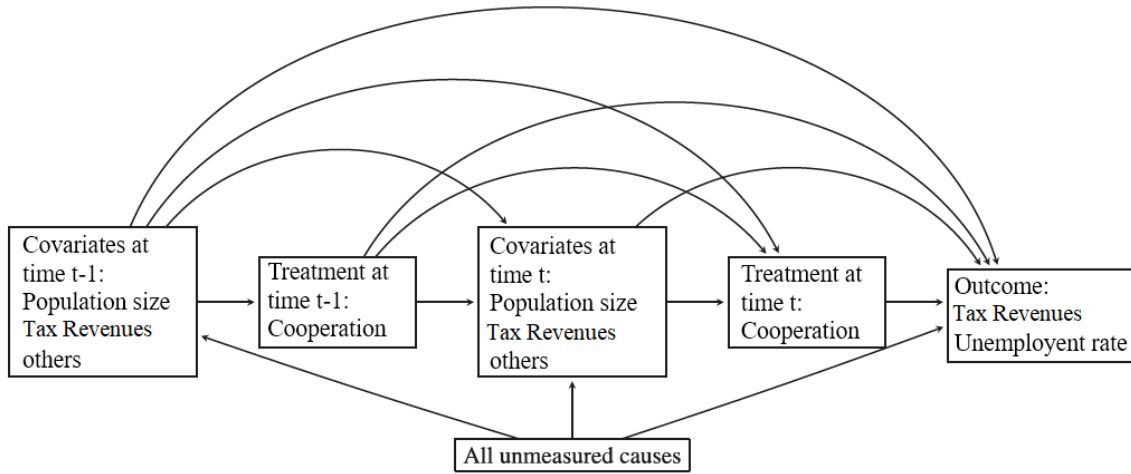 Covariates at
time t-1:
Population size
Tax Revenues
others
Treatment at
time t-1:
Cooperation
Covariates at
time t:
Population size
Tax Revenues
others
Treatment at
time t:
Cooperation
Outcome:
Tax Revenues
Unemployent rate
All unmeasured causes